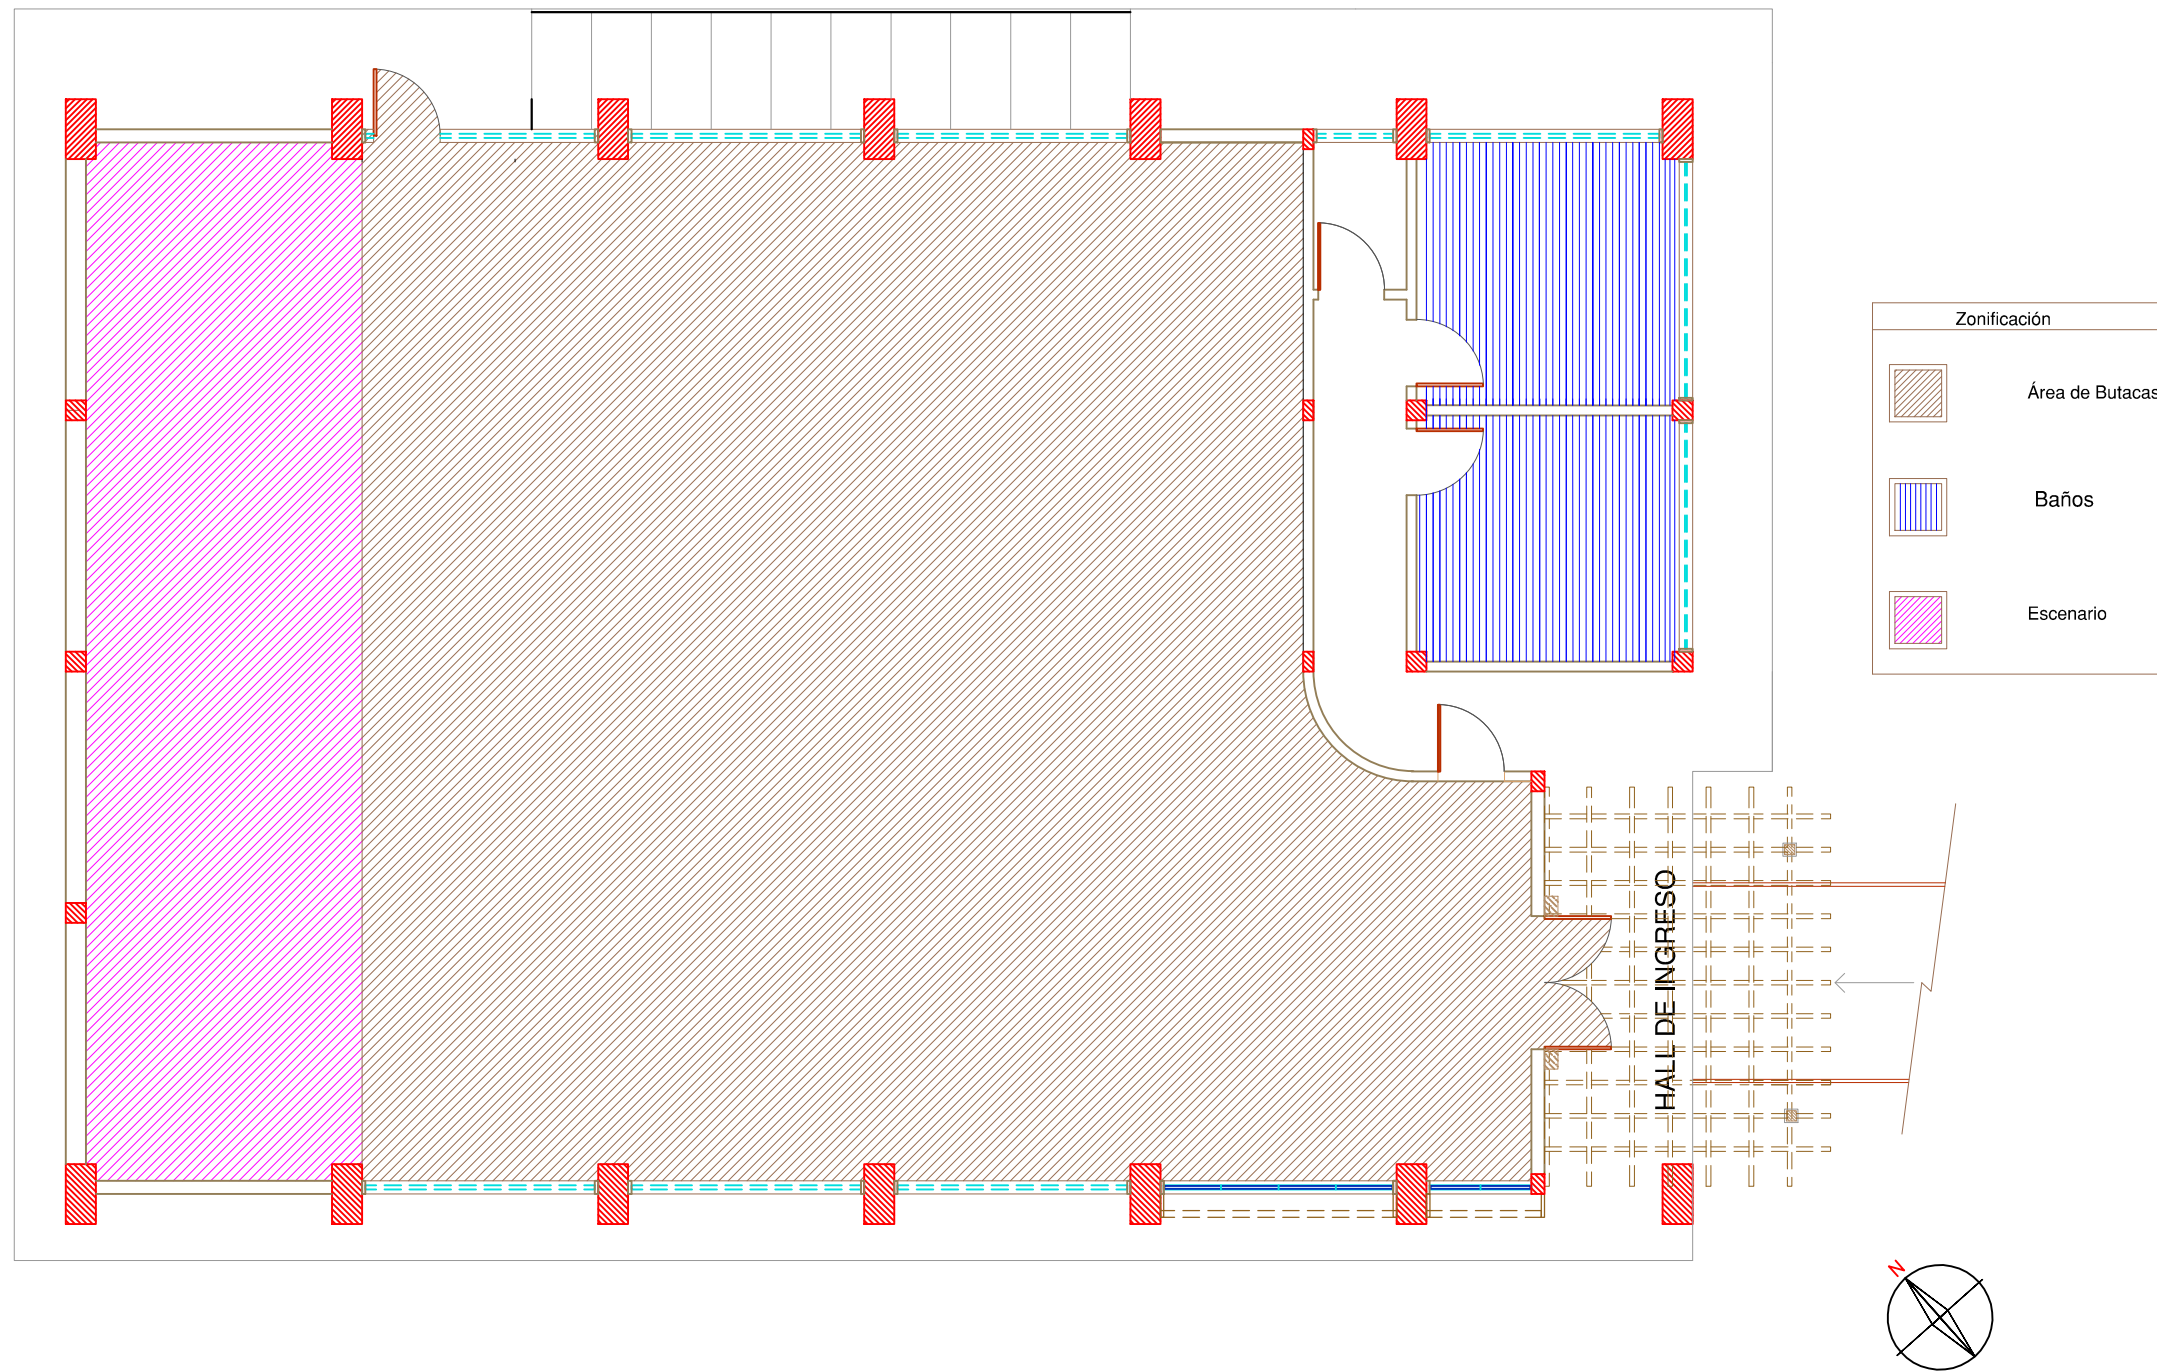 Zonificación
Área de Butacas
Baños
Escenario
HALL DE INGRESO
N